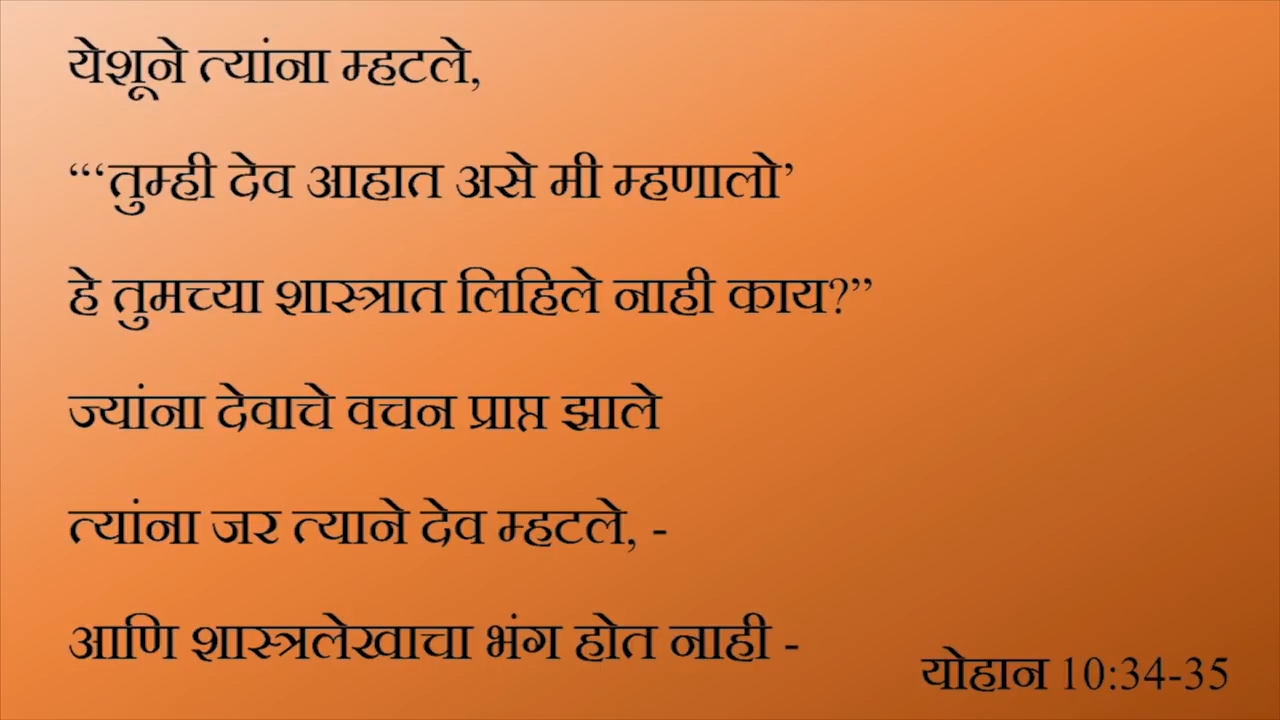 येशूने त्यांना म्हटले,
“‘तुम्ही देव आहात असे मी म्हणालो’
हे तुमच्या शास्त्रात लिहिले नाही काय?”
ज्यांना देवाचे वचन प्राप्त झाले
त्यांना जर त्याने देव म्हटले, -
आणि शास्त्रलेखाचा भंग होत नाही -
योहान 10:34-35